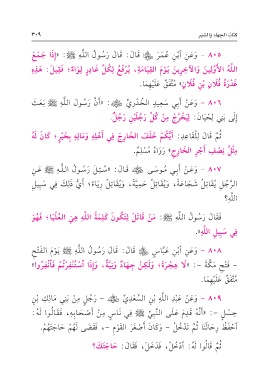 كتاب الجهاد والسير ٣٠٩
٨٠٥ - وَعَنِ ابْنِ عُمَرَ ﷺ قَالَ: قَالَ رَسُولُ اللَّهِ ﷺ: «إِذَا جَمَعَ
اللَّهُ الأَوَّلِينَ وَالآخِرِينَ يَوْمَ القِيَامَةِ، يُرْفَعُ لِكُلِّ غَادِرٍ لِوَاءٌ؛ فَقِيلَ: هَذِهِ
غَدْرَةُ فُلَانِ بْنِ فُلَانٍ» مُتَّفَقٌ عَلَيْهِمَا.
٨٠٦ - وَعَنْ أَبِي سَعِيدٍ الخُدْرِيِّ ﷺ: «أَنَّ رَسُولَ اللَّهِ ﷺ بَعَثَ
إِلَى بَنِي لِحْيَانَ: لِيَخْرُجْ مِنْ كُلِّ رَجُلَيْنِ رَجُلٌ.
ثُمَّ قَالَ لِلْقَاعِدِ: أَيُّكُمْ خَلَفَ الخَارِجَ فِي أَهْلِهِ وَمَالِهِ بِخَيْرٍ؛ كَانَ لَهُ
مِثْلُ نِصْفِ أَجْرِ الخَارِجِ» رَوَاهُ مُسْلِمٌ.
٨٠٧ - وَعَنْ أَبِي مُوسَى ﷺ قَالَ: «سُئِلَ رَسُولُ اللَّهِ ﷺ عَنِ
الرَّجُلِ يُقَاتِلُ شَجَاعَةً، وَيُقَاتِلُ حَمِيَّةً، وَيُقَاتِلُ رِيَاءً؛ أَيُّ ذَلِكَ فِي سَبِيلِ
اللَّهِ؟
فَقَالَ رَسُولُ اللَّهِ ﷺ: مَنْ قَاتَلَ لِتَكُونَ كَلِمَةُ اللَّهِ هِيَ العُلْيَا؛ فَهُوَ
فِي سَبِيلِ اللَّهِ».
٨٠٨ - وَعَنِ ابْنِ عَبَّاسٍ ﷺ قَالَ: قَالَ رَسُولُ اللَّهِ ﷺ يَوْمَ الفَتْحِ
- فَتْحِ مَكَّةَ -: «لَا هِجْرَةَ؛ وَلَكِنْ جِهَادٌ وَنِيَّةٌ، وَإِذَا اسْتُنْفِرْتُمْ فَانْفِرُوا»
مُتَّفَقٌ عَلَيْهِمَا.
٨٠٩ - وَعَنْ عَبْدِ اللَّهِ بْنِ السَّعْدِيِّ ﷺ - رَجُلٍ مِنْ بَنِي مَالِكِ بْنِ
حِسْلٍ -: «أَنَّهُ قَدِمَ عَلَى النَّبِيِّ ﷺ فِي نَاسٍ مِنْ أَصْحَابِهِ، فَقَالُوا لَهُ:
احْفَظْ رِحَالَنَا ثُمَّ تَدْخُلُ - وَكَانَ أَصْغَرَ القَوْمِ -، فَقَضَى لَهُمْ حَاجَتَهُمْ.
ثُمَّ قَالُوا لَهُ: ادْخُلْ، فَدَخَلَ، فَقَالَ: حَاجَتُكَ؟